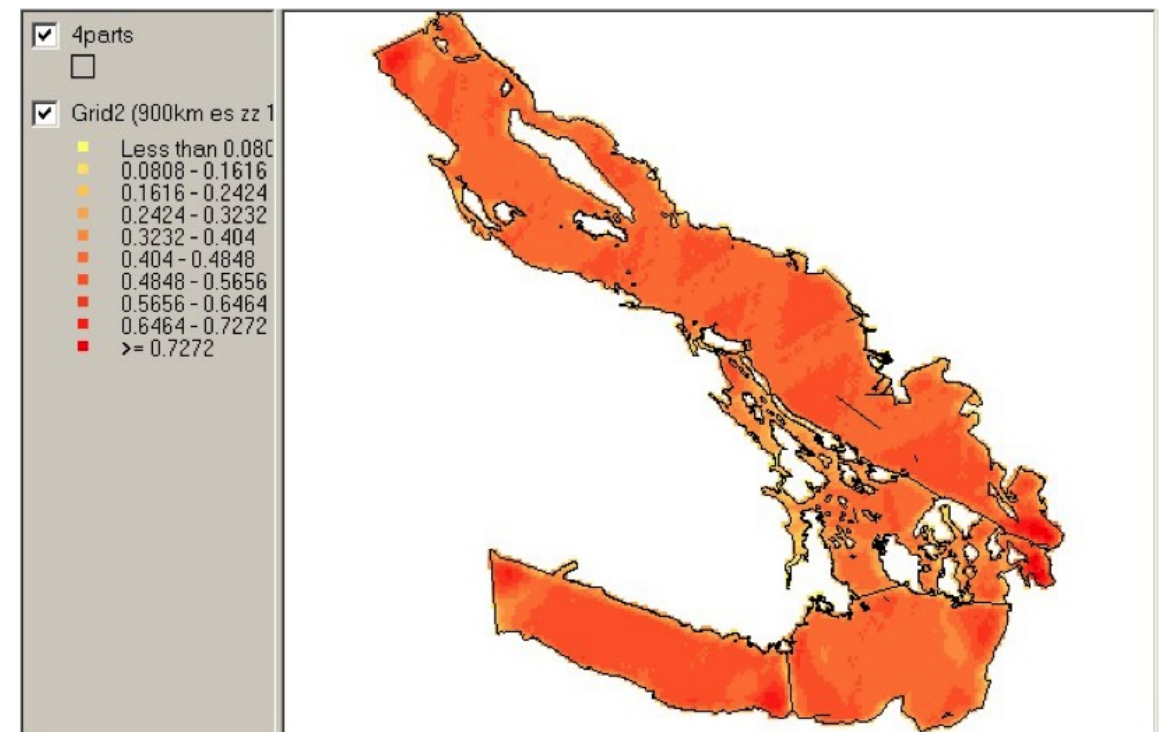 4parts
Grid2 (900km es zz 1
Less than 0.080
0.0808 - 0.1616
0.1616 - 0.2424
0.2424 - 0.3232
0.3232 - 0.404
0.404 - 0.4848
0.4848 - 0.5656
0.5656 - 0.6464
0.6464 - 0.7272
>= 0.7272